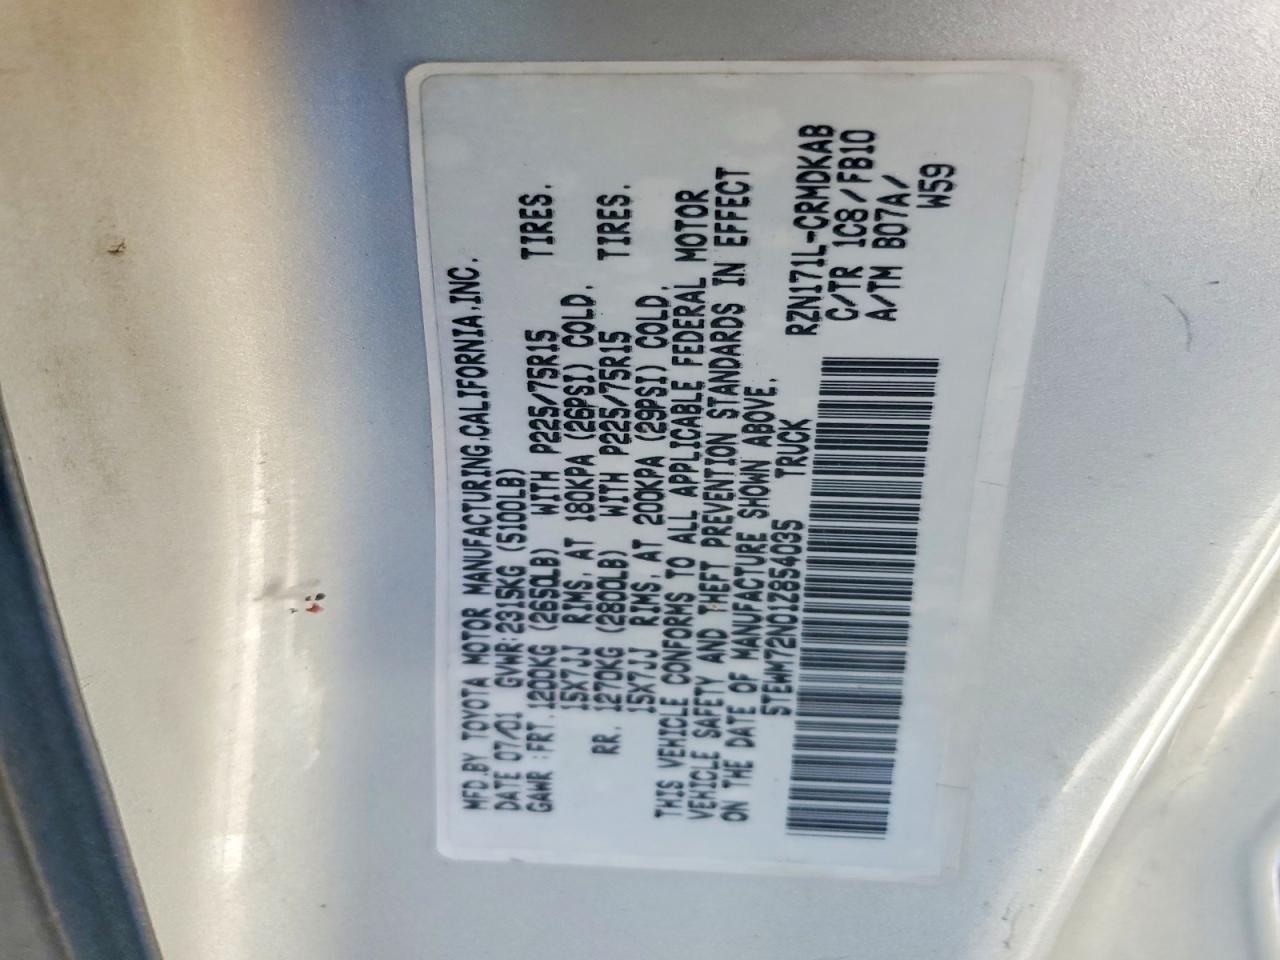 MFD.BY TOYOTA MOTOR MANUFACTURING,CALIFORNIA,INC.
DATE 07/01 GVWR:2315KG (5100LB)
GAWR :FRT.1200KG (2650LB) WITH P225/75R15 TIRES.
15X7JJ RIMS, AT 180KPA (26PSI) COLD.
RR. 1270KG (2800LB) WITH P225/75R15 TIRES.
15X7JJ RIMS, AT 200KPA (29PSI) COLD.
THIS VEHICLE CONFORMS TO ALL APPLICABLE FEDERAL MOTOR
VEHICLE SAFETY AND THEFT PREVENTION STANDARDS IN EFFECT
ON THE DATE OF MANUFACTURE SHOWN ABOVE.
5TEWM72N01Z854035 TRUCK
RZN171L-CRMDKAB
C/TR 1C8/FB10
A/TM B07A/
W59